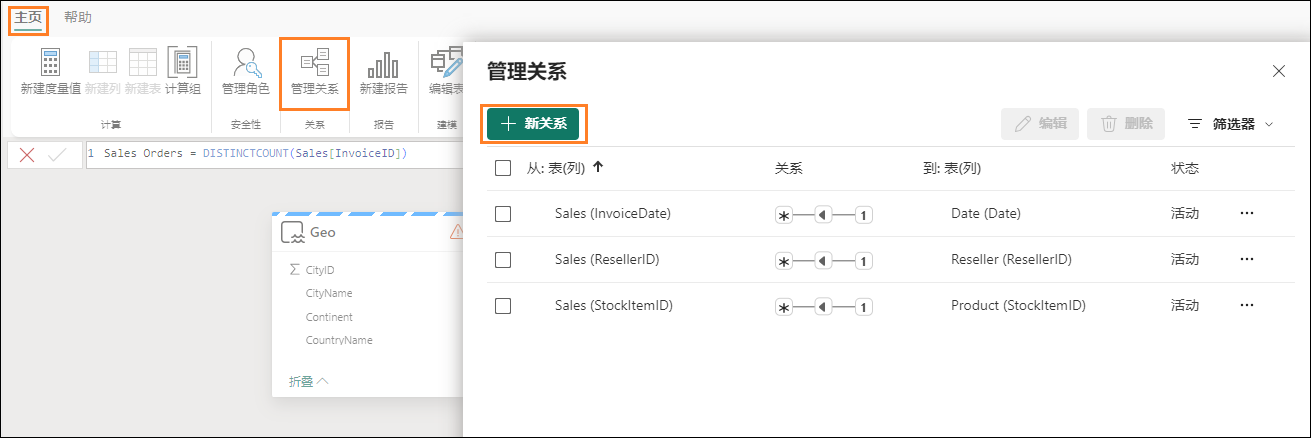 主页 帮助
新建度量值 新建列 新建表 计算组 管理角色 管理关系 新建报告 编辑表
计算 安全性 关系 报告 建模
1 Sales Orders = DISTINCTCOUNT(Sales[InvoiceID])
Geo
Σ CityID
CityName
Continent
CountryName
折叠
管理关系
新关系 编辑 删除 筛选器
从: 表(列) ↑ 关系 到: 表(列) 状态
Sales (InvoiceDate) * 1 Date (Date) 活动 ...
Sales (ResellerID) * 1 Reseller (ResellerID) 活动 ...
Sales (StockItemID) * 1 Product (StockItemID) 活动 ...